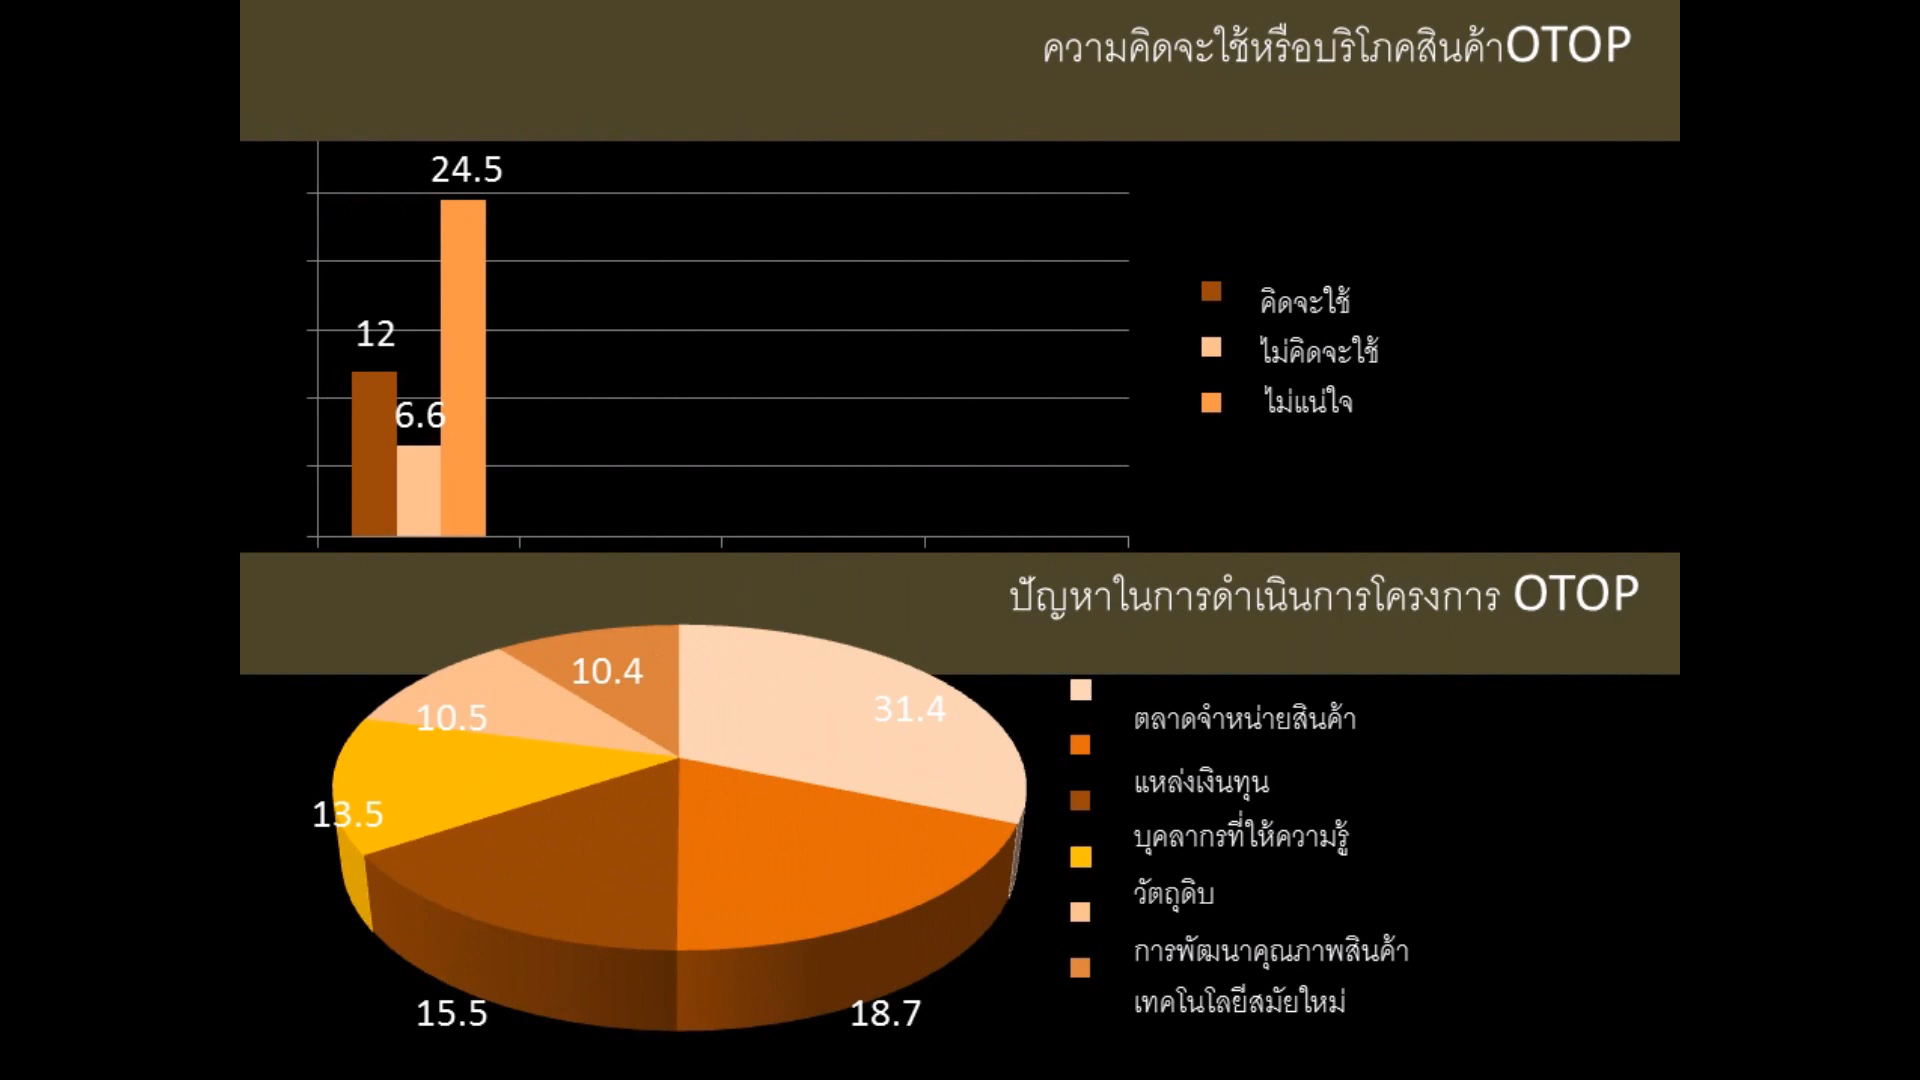 ความคิดจะใช้หรือบริโภคสินค้าOTOP
24.5
12
6.6
คิดจะใช้
ไม่คิดจะใช้
ไม่แน่ใจ
ปัญหาในการดำเนินการโครงการ OTOP
10.4
31.4
10.5
13.5
15.5
18.7
ตลาดจำหน่ายสินค้า
แหล่งเงินทุน
บุคลากรที่ให้ความรู้
วัตถุดิบ
การพัฒนาคุณภาพสินค้า
เทคโนโลยีสมัยใหม่